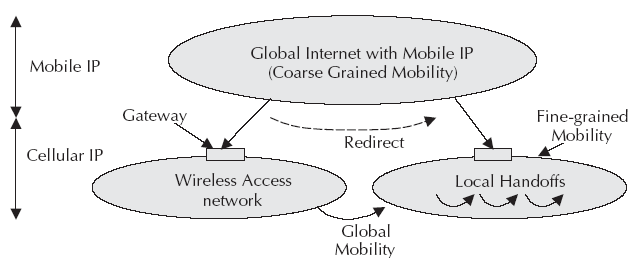 Global Internet with Mobile IP
(Coarse Grained Mobility)
Mobile IP
Gateway
Redirect
Fine-grained
Mobility
Cellular IP
Wireless Access
network
Local Handoffs
Global
Mobility